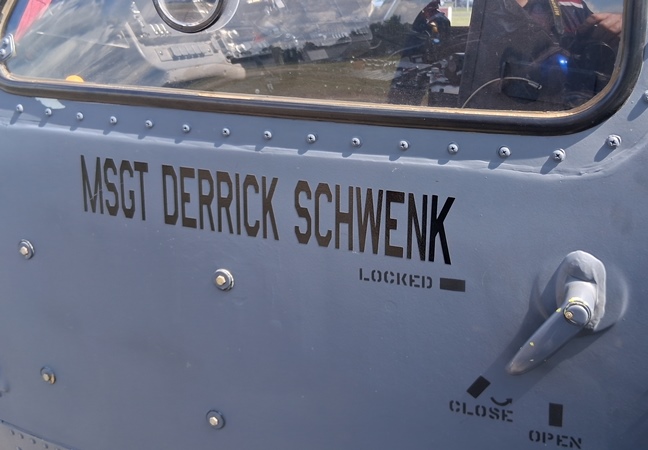 MSGT DERRICK SCHWENK
LOCKED
CLOSE
OPEN